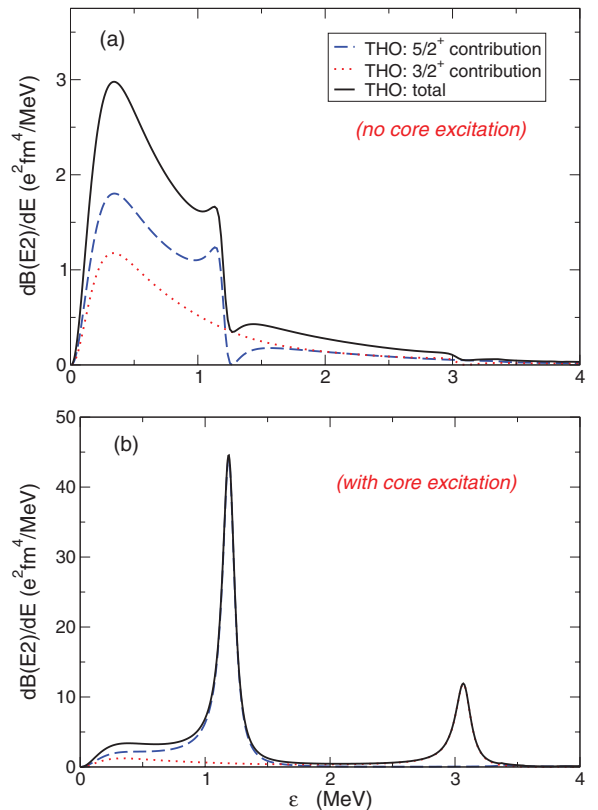 (a)
THO: 5/2⁺ contribution
THO: 3/2⁺ contribution
THO: total
(no core excitation)
dB(E2)/dE (e²fm⁴/MeV)
3
2
1
0
0 1 2 3 4
(b)
(with core excitation)
dB(E2)/dE (e²fm⁴/MeV)
50
40
30
20
10
0
0 1 2 3 4
ε (MeV)